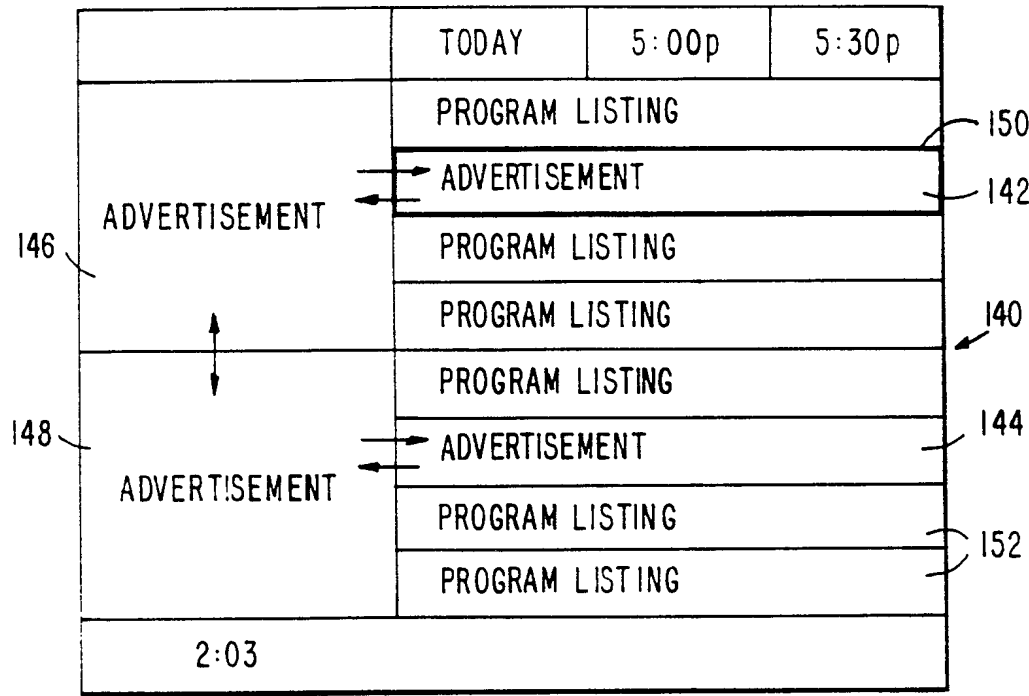 TODAY 5:00p 5:30p
PROGRAM LISTING
150
ADVERTISEMENT
142
ADVERTISEMENT
146
PROGRAM LISTING
PROGRAM LISTING
140
PROGRAM LISTING
148
ADVERTISEMENT
144
ADVERTISEMENT
PROGRAM LISTING
152
PROGRAM LISTING
2:03